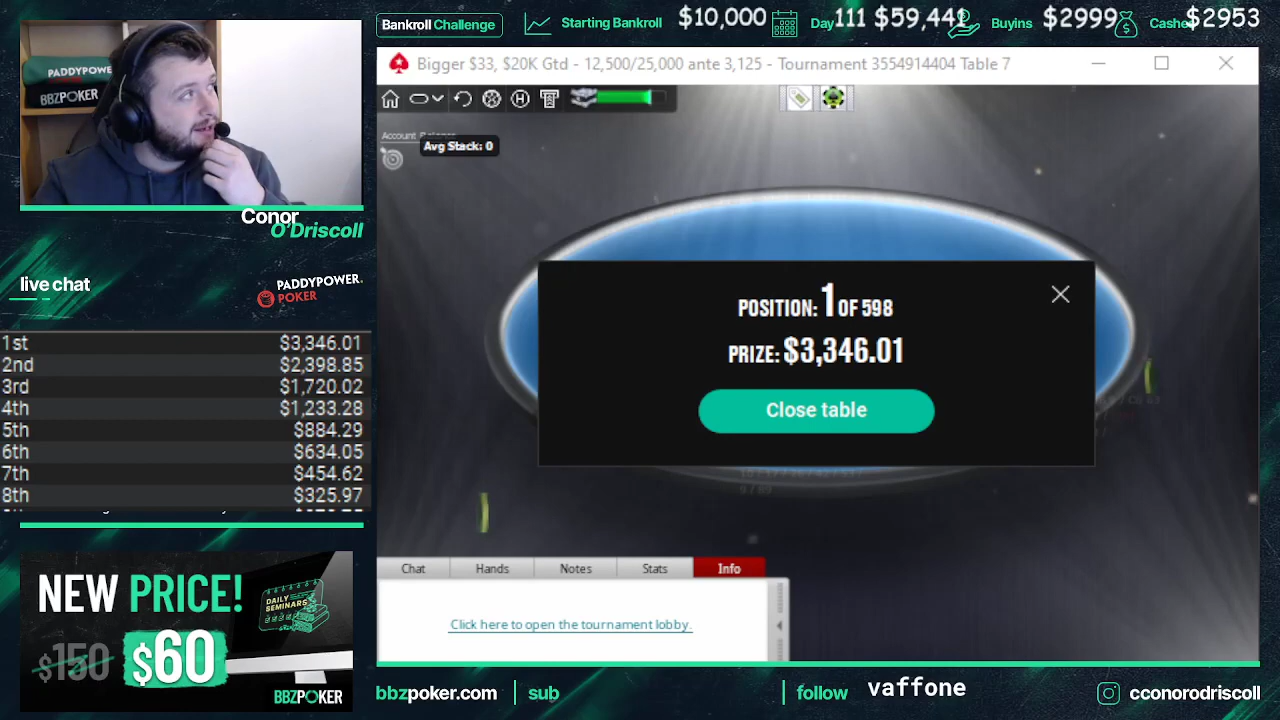 Bankroll Challenge
Starting Bankroll $10,000
Day 111 $59,441
Buyins $2999
Cashes $2953
PADDYPOWER
BBZPOKER
Conor
O'Driscoll
live chat
PADDYPOWER.
POKER
1st $3,346.01
2nd $2,398.85
3rd $1,720.02
4th $1,233.28
5th $884.29
6th $634.05
7th $454.62
8th $325.97
NEW PRICE!
$150 $60
DAILY
SEMINARS
BBZPOKER
Bigger $33, $20K Gtd - 12,500/25,000 ante 3,125 - Tournament 3554914404 Table 7
Account Balance
Avg Stack: 0
POSITION: 1 OF 598
PRIZE: $3,346.01
Close table
Chat Hands Notes Stats Info
Click here to open the tournament lobby.
bbzpoker.com sub follow vaffone cconorodriscoll